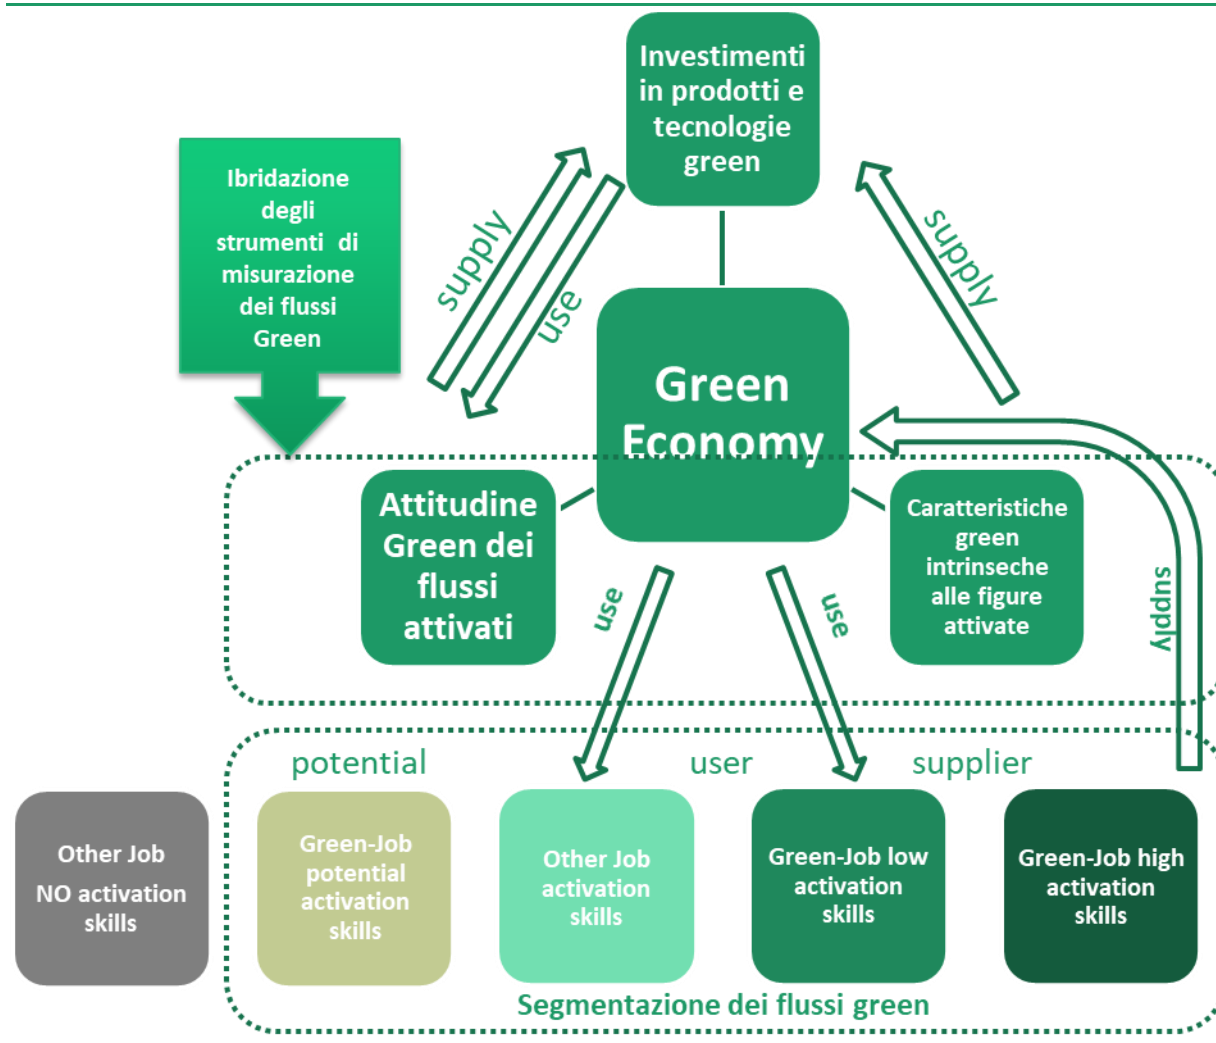 Investimenti
in prodotti e
tecnologie
green
Ibridazione
degli
strumenti di
misurazione
dei flussi
Green
supply
use
supply
Green
Economy
Attitudine
Green dei
flussi
attivati
Caratteristiche
green
intrinseche
alle figure
attivate
use
use
supply
potential
user
supplier
Other Job
NO activation
skills
Green-Job
potential
activation
skills
Other Job
activation
skills
Green-Job low
activation
skills
Green-Job high
activation
skills
Segmentazione dei flussi green